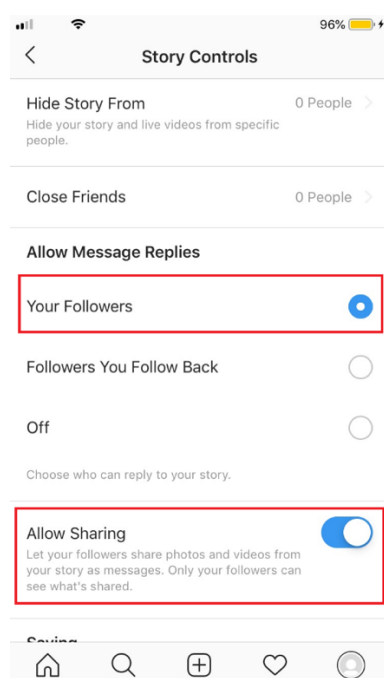 96%
Story Controls
Hide Story From 0 People
Hide your story and live videos from specific
people.
Close Friends 0 People
Allow Message Replies
Your Followers
Followers You Follow Back
Off
Choose who can reply to your story.
Allow Sharing
Let your followers share photos and videos from
your story as messages. Only your followers can
see what's shared.
Saving